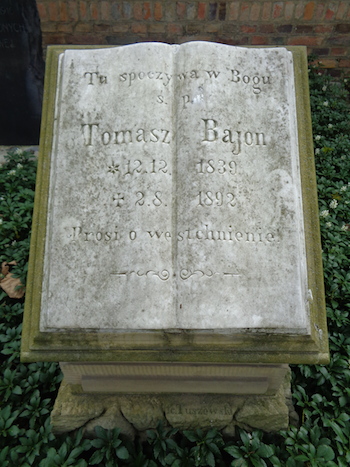 Tu spoczywa w Bogu
ś. p.
Tomasz Bajon
* 12.12. 1839
+ 2.8. 1892
Prosi o westchnienie